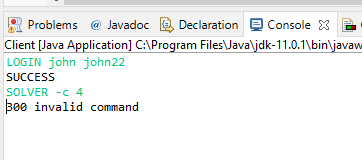 Problems @ Javadoc Declaration Console
Client [Java Application] C:\Program Files\Java\jdk-11.0.1\bin\javaw
LOGIN john john22
SUCCESS
SOLVER -c 4
300 invalid command